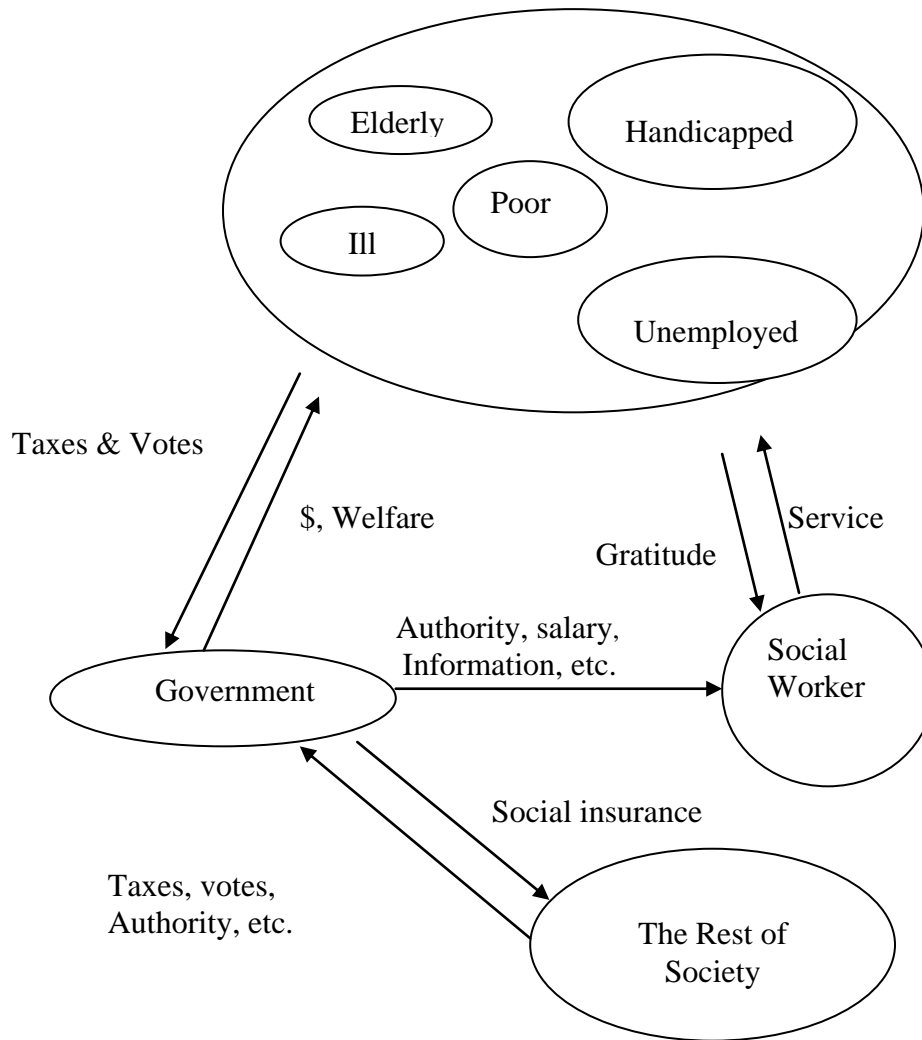 Elderly
Handicapped
Poor
Ill
Unemployed
Taxes & Votes
$, Welfare
Service
Gratitude
Authority, salary,
Information, etc.
Social
Worker
Government
Social insurance
Taxes, votes,
Authority, etc.
The Rest of
Society